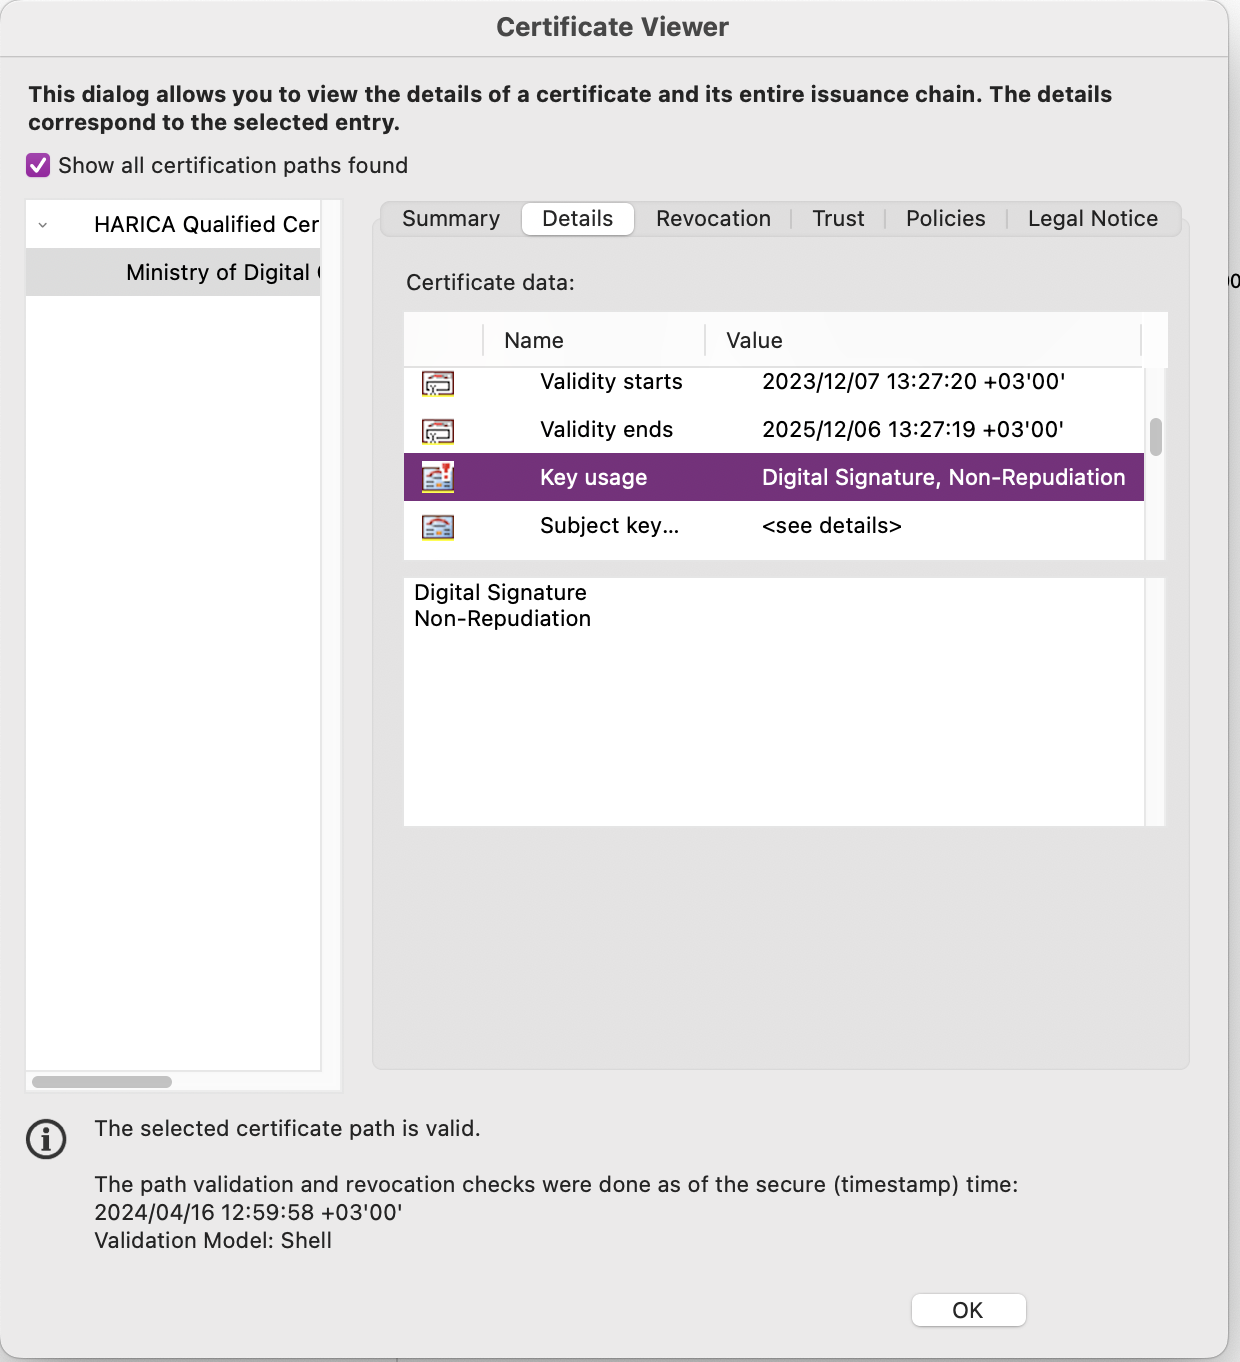 Certificate Viewer
This dialog allows you to view the details of a certificate and its entire issuance chain. The details
correspond to the selected entry.
Show all certification paths found
HARICA Qualified Cer
Ministry of Digital
Summary Details Revocation Trust Policies Legal Notice
Certificate data:
Name Value
Validity starts 2023/12/07 13:27:20 +03'00'
Validity ends 2025/12/06 13:27:19 +03'00'
Key usage Digital Signature, Non-Repudiation
Subject key... <see details>
Digital Signature
Non-Repudiation
The selected certificate path is valid.
The path validation and revocation checks were done as of the secure (timestamp) time:
2024/04/16 12:59:58 +03'00'
Validation Model: Shell
OK